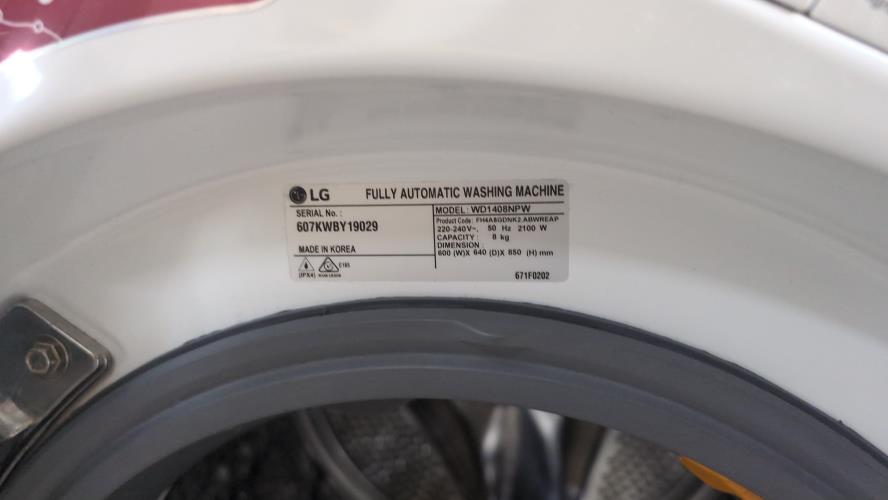 LG FULLY AUTOMATIC WASHING MACHINE
SERIAL No. :
607KWBY19029
MADE IN KOREA
MODEL: WD1408NPW
Product Code: FH4A8GDNK2.ABWREAP
220-240V~, 50 Hz 2100 W
CAPACITY : 8 kg
DIMENSION :
600 (W)X 640 (D)X 850 (H) mm
(IPX4)
671F0202